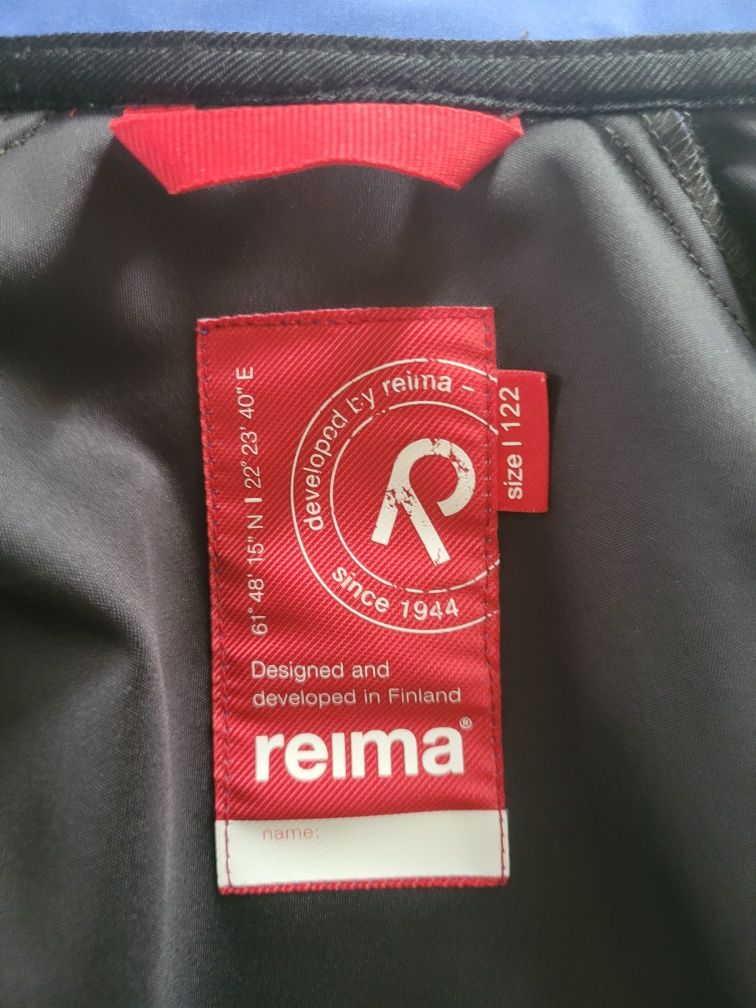 61° 48' 15" N | 22° 23' 40" E
developed by reima –
since 1944
size | 122
Designed and
developed in Finland
reima®
name: